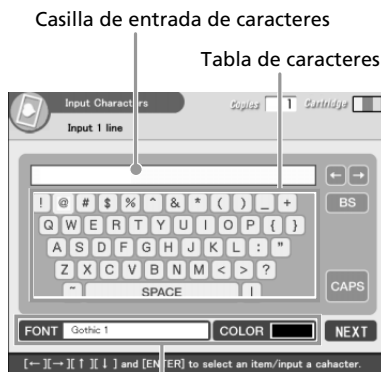 Casilla de entrada de caracteres
Tabla de caracteres
Input Characters Copies 1 Cartridge
Input 1 line
← →
! @ # $ % ^ & * ( ) _ + BS
Q W E R T Y U I O P { }
A S D F G H J K L : "
Z X C V B N M < > ?
~ SPACE | CAPS
FONT Gothic 1 COLOR NEXT
[←][→][↑][↓] and [ENTER] to select an item/input a cahacter.